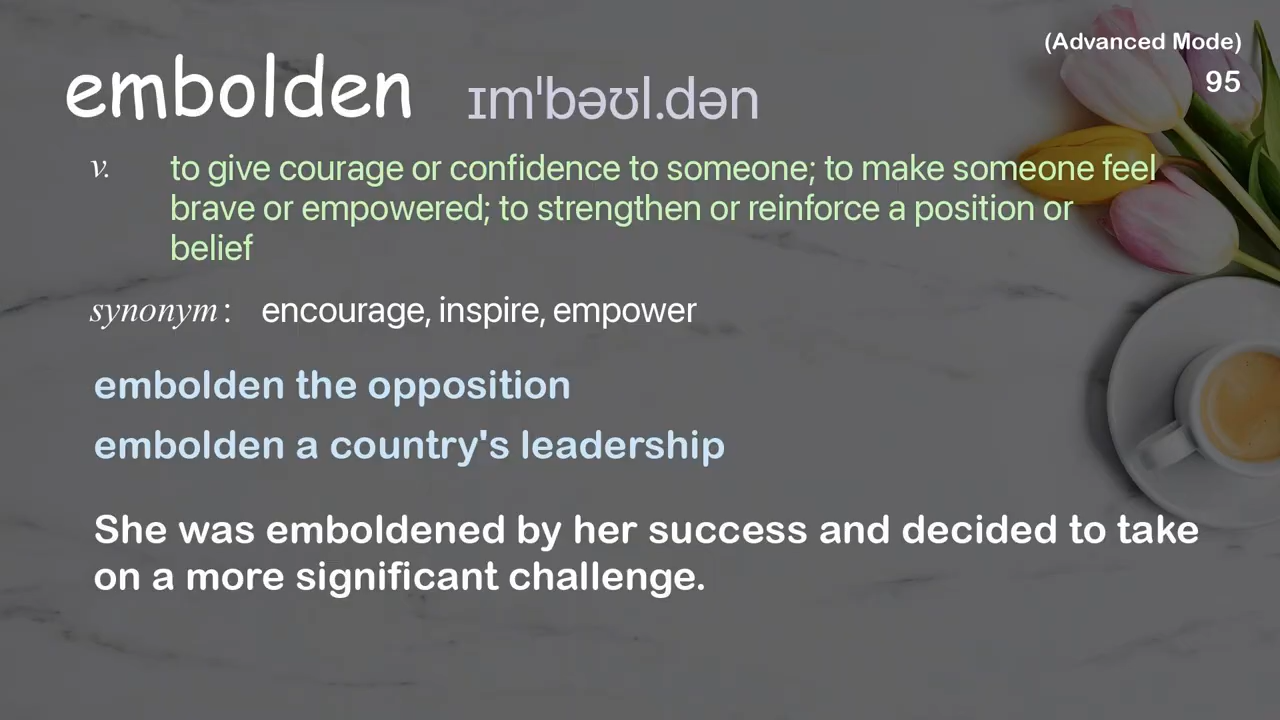 (Advanced Mode)
95
embolden ɪmˈbəʊl.dən
v. to give courage or confidence to someone; to make someone feel
brave or empowered; to strengthen or reinforce a position or
belief
synonym: encourage, inspire, empower
embolden the opposition
embolden a country's leadership
She was emboldened by her success and decided to take
on a more significant challenge.